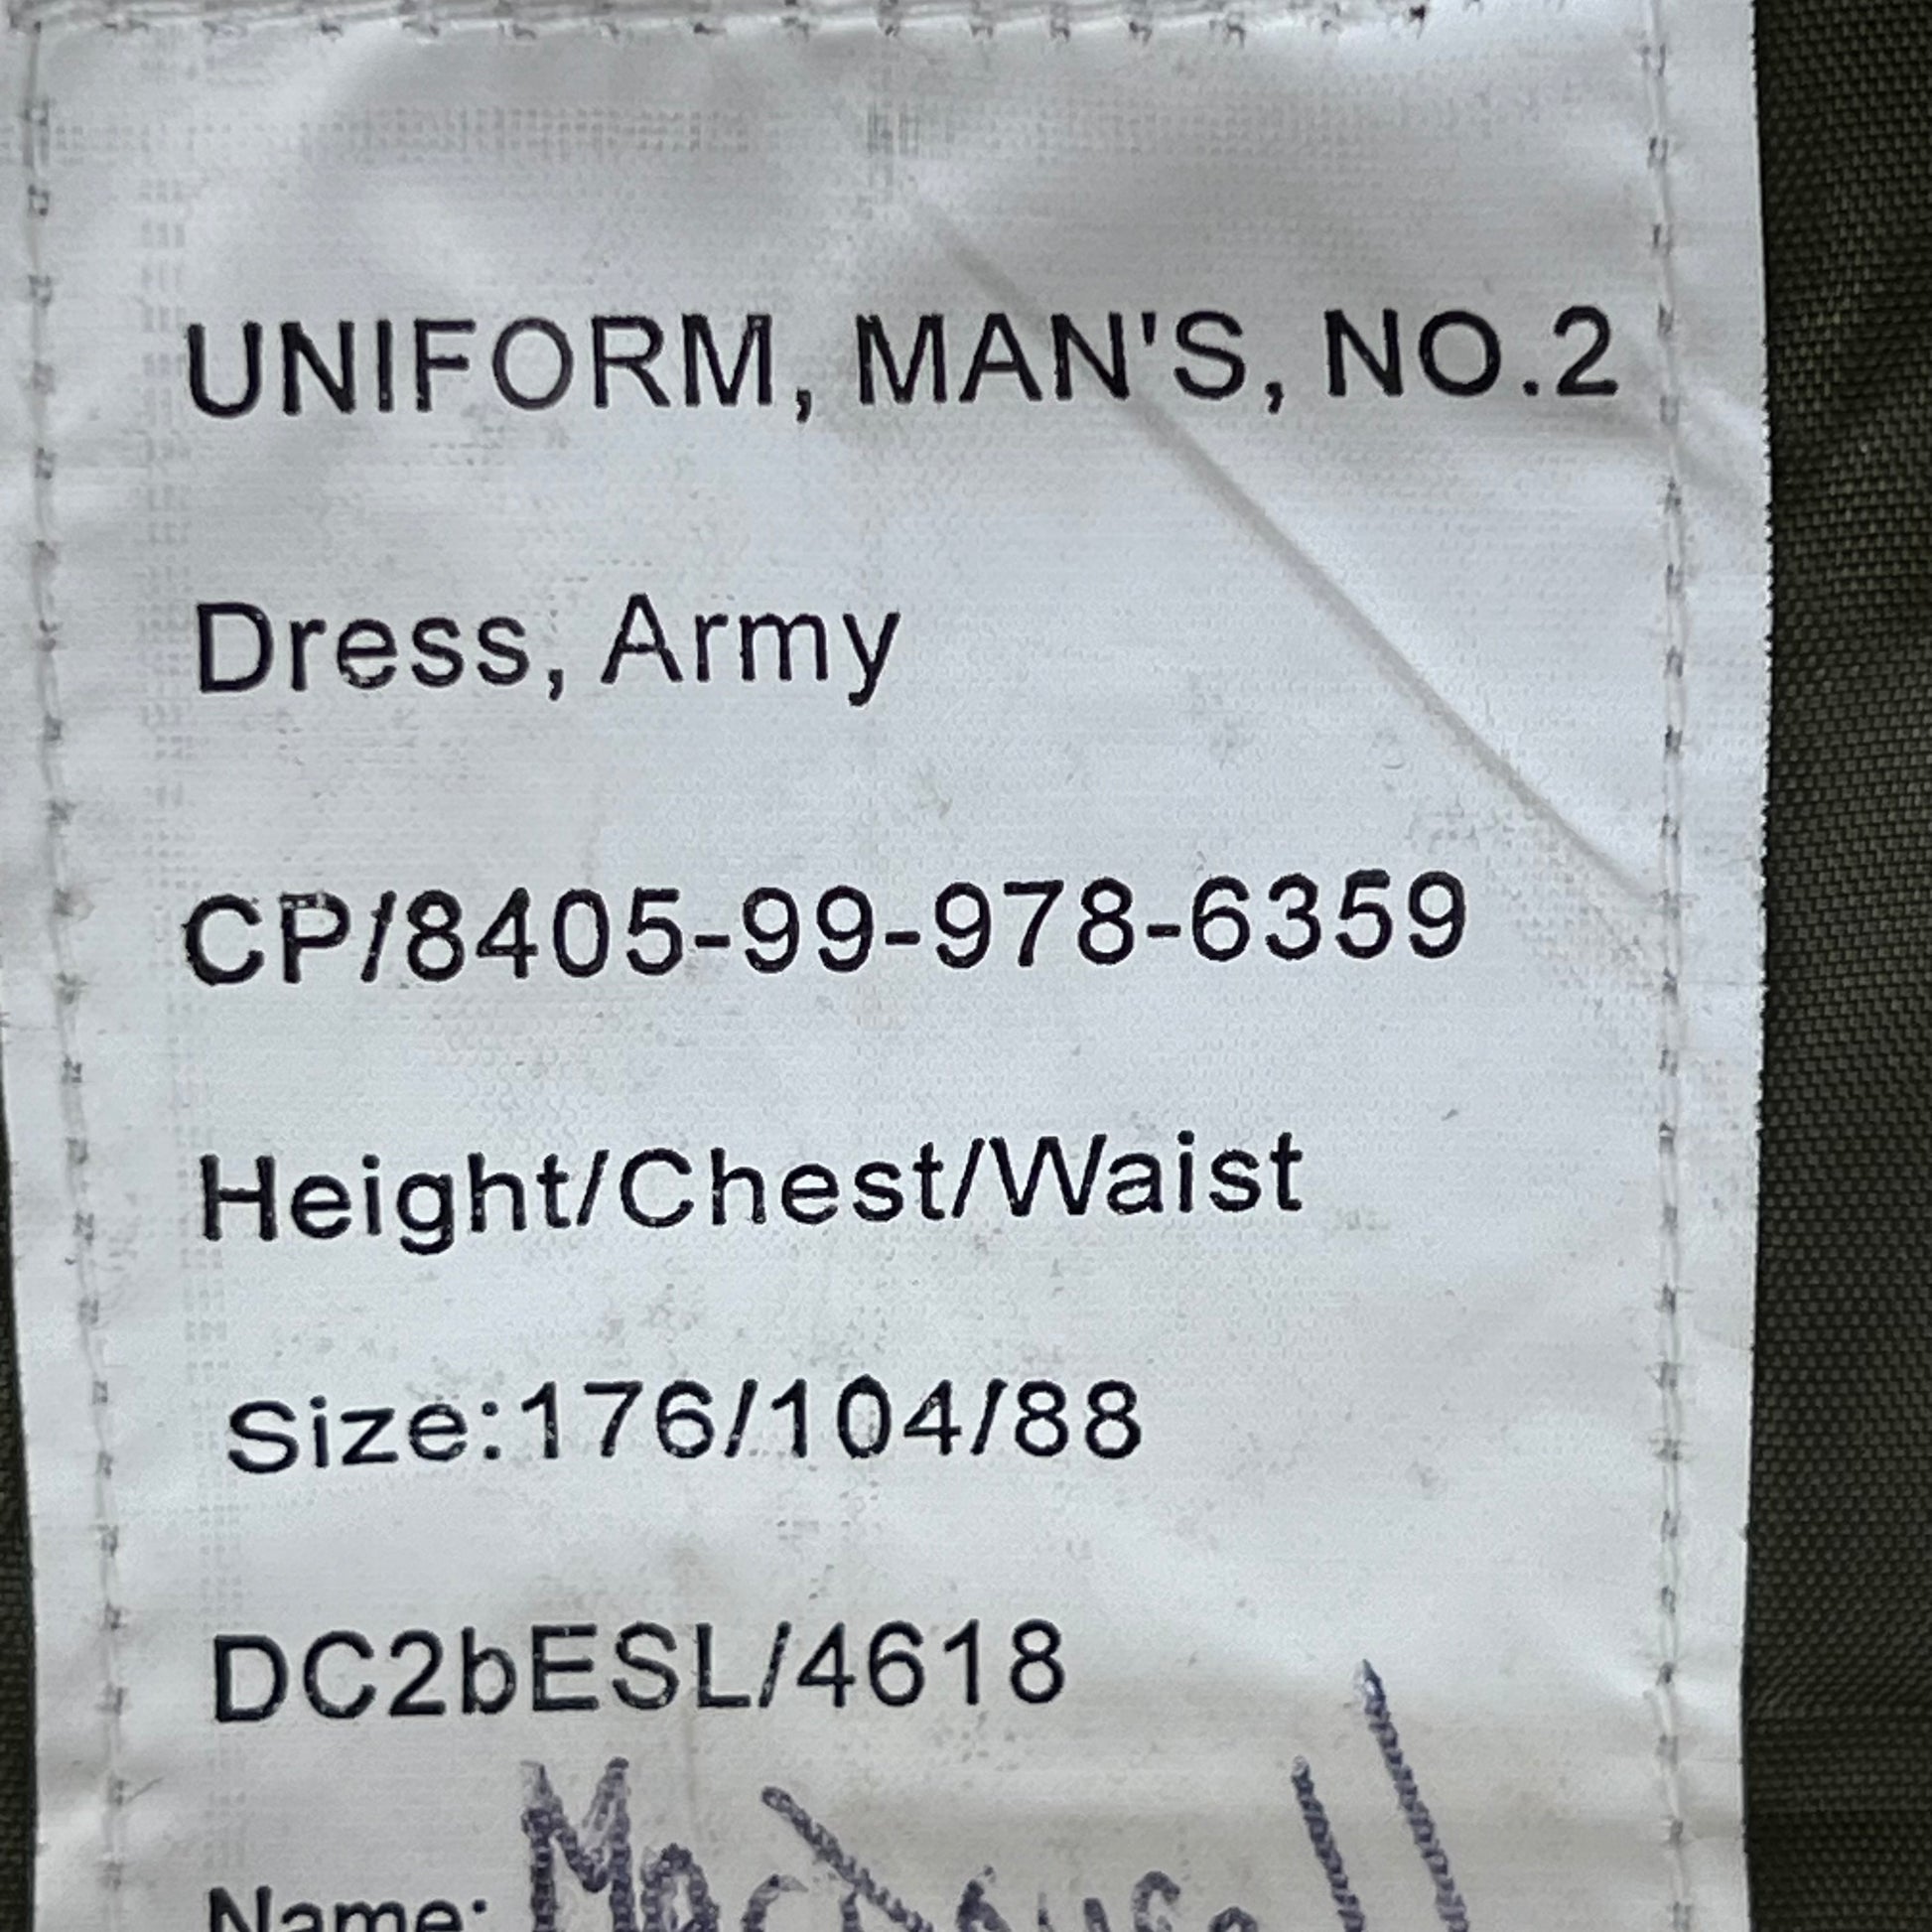 UNIFORM, MAN'S, NO.2
Dress, Army
CP/8405-99-978-6359
Height/Chest/Waist
Size:176/104/88
DC2bESL/4618
Name: